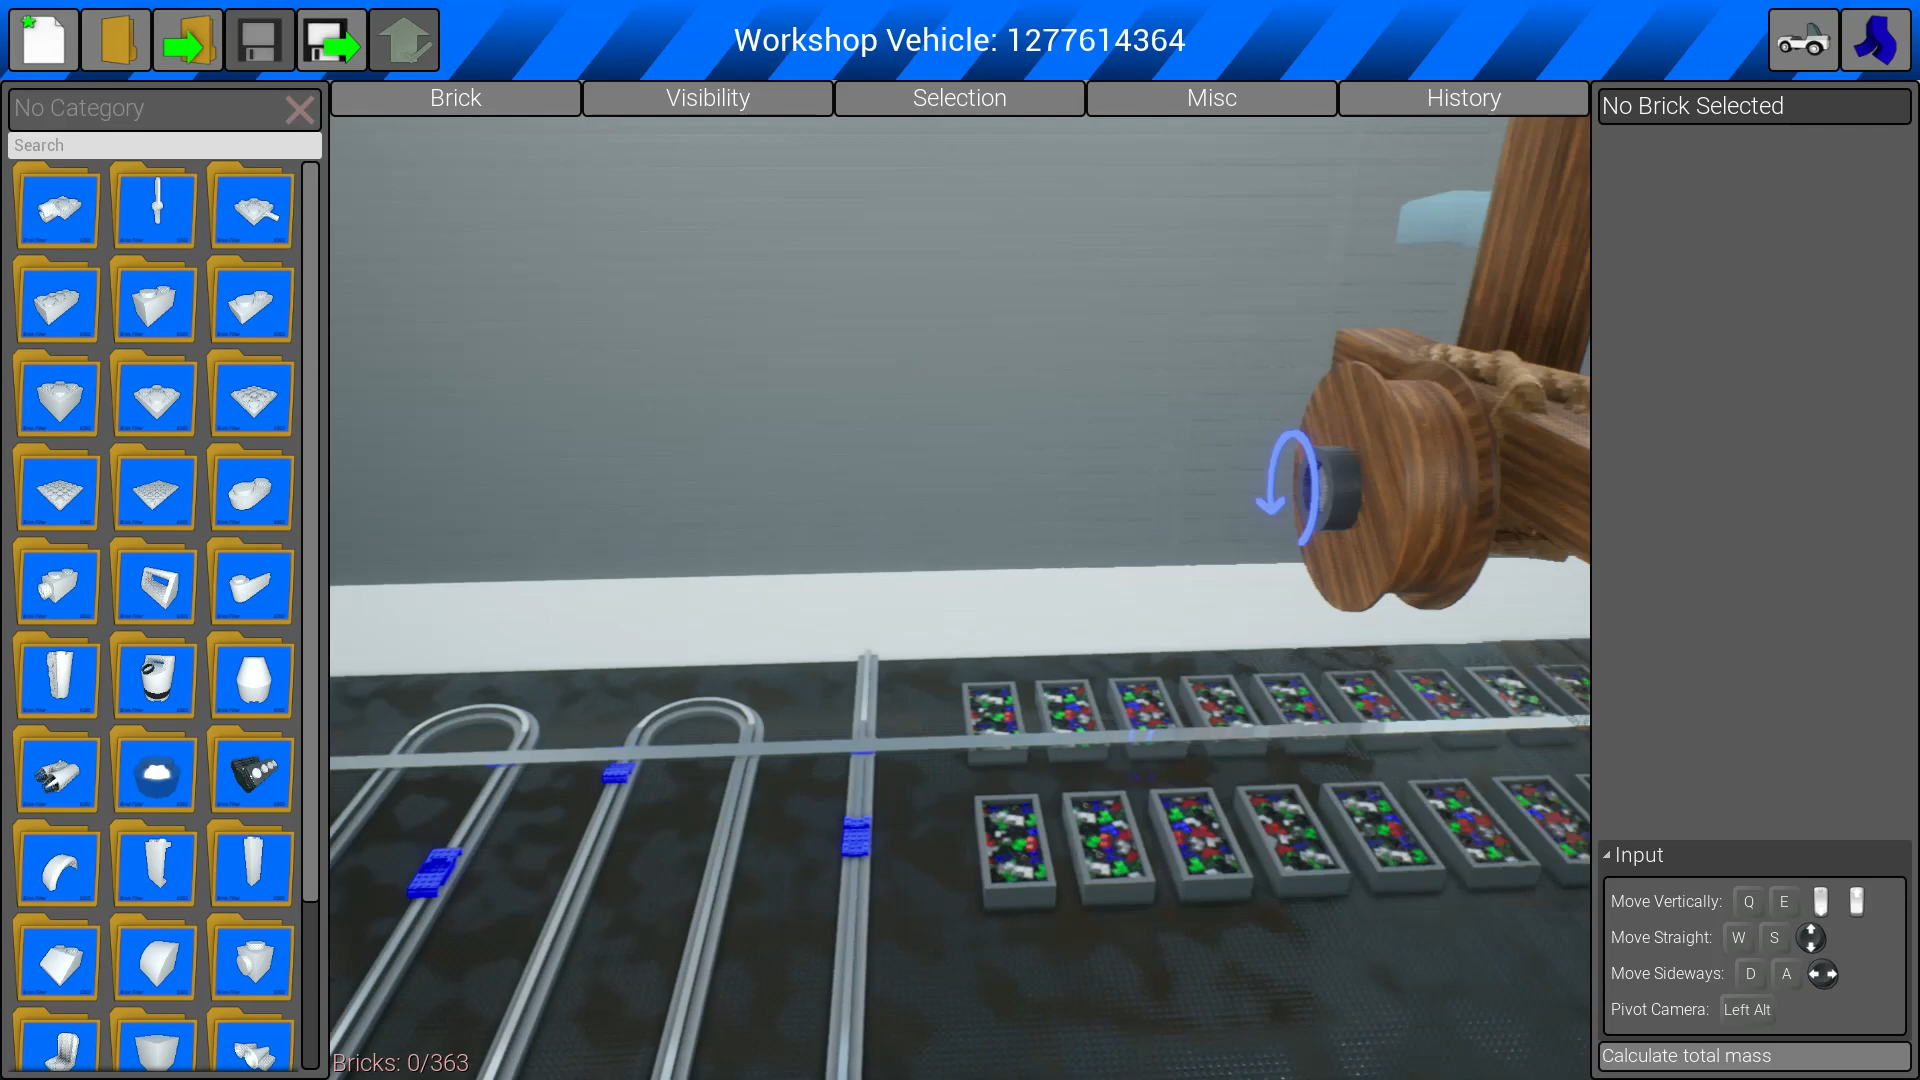 Workshop Vehicle: 1277614364
No Category
Search
Brick
Visibility
Selection
Misc
History
No Brick Selected
Bricks: 0/363
Input
Move Vertically: Q E
Move Straight: W S
Move Sideways: D A
Pivot Camera: Left Alt
Calculate total mass